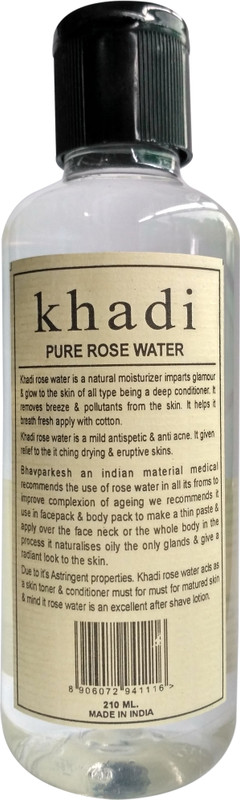 khadi
PURE ROSE WATER
Khadi rose water is a natural moisturizer imparts glamour
& glow to the skin of all type being a deep conditioner. It
removes breeze & pollutants from the skin. It helps it
breath fresh apply with cotton.
Khadi rose water is a mild antispetic & anti acne. It given
relief to the it ching drying & eruptive skins.
Bhavparkesh an indian material medical
recommends the use of rose water in all its froms to
improve complexion of ageing we recommends it
use in facepack & body pack to make a thin paste &
apply over the face neck or the whole body in the
process it naturalises oily the only glands & give a
radiant look to the skin.
Due to it's Astringent properties. Khadi rose water acis as
a skin toner & conditioner must for must for matured skin
& mind it rose water is an excellent after shave lotion.
8 906072 941116 >
210 ML.
MADE IN INDIA